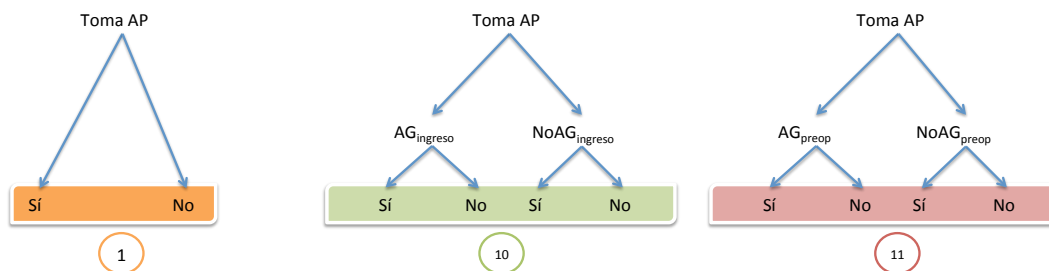 Toma AP
Sí No
1
Toma AP
AGingreso NoAGingreso
Sí No Sí No
10
Toma AP
AGpreop NoAGpreop
Sí No Sí No
11